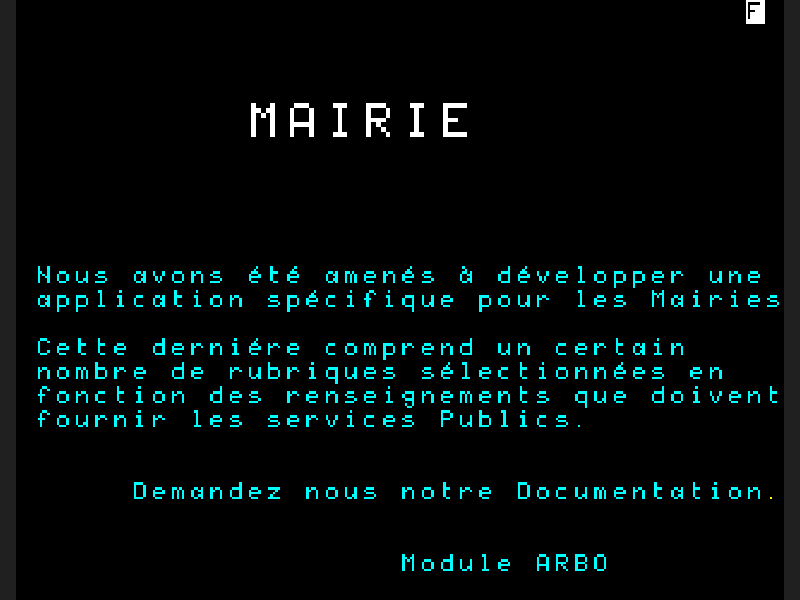 F
MAIRIE
Nous avons été amenés à développer une
application spécifique pour les Mairies
Cette derniére comprend un certain
nombre de rubriques sélectionnées en
fonction des renseignements que doivent
fournir les services Publics.
Demandez nous notre Documentation.
Module ARBO